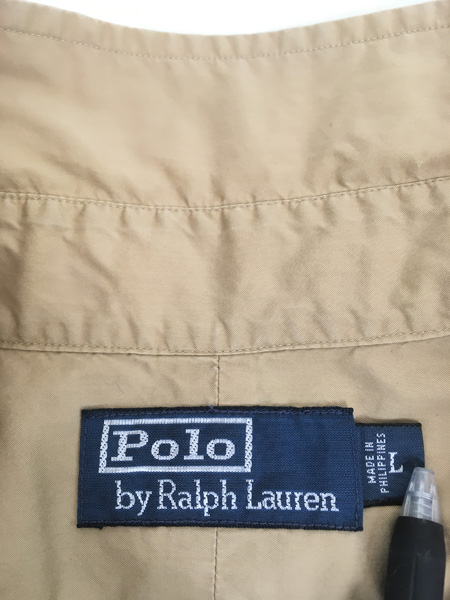 Polo
by Ralph Lauren
MADE IN
PHILIPPINES
L